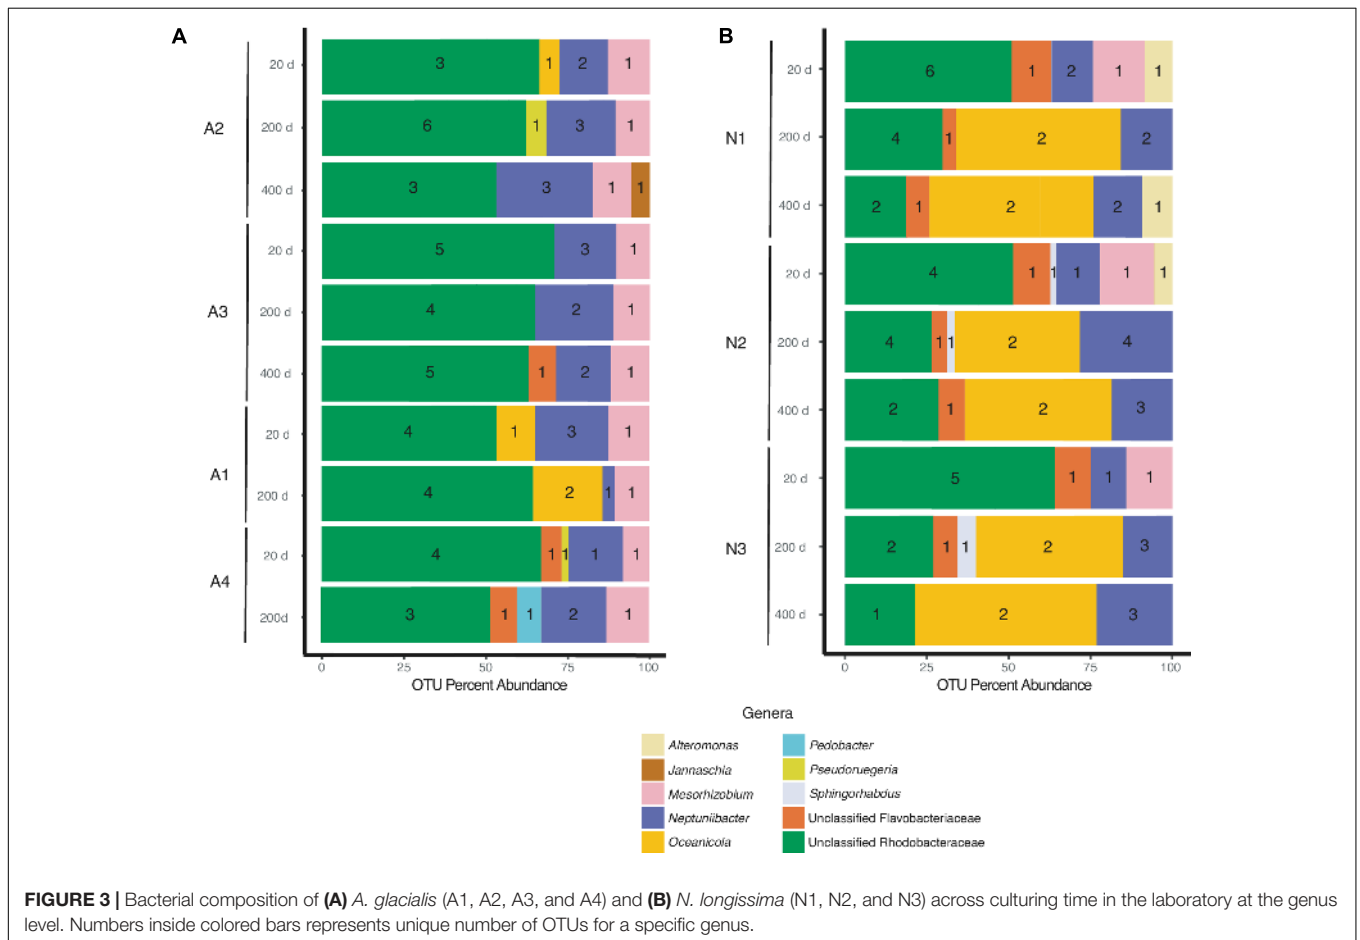 A
A2
20 d
3 1 2 1
200 d
6 1 3 1
400 d
3 3 1 1
A3
20 d
5 3 1
200 d
4 2 1
400 d
5 1 2 1
A1
20 d
4 1 3 1
200 d
4 2 1 1
A4
20 d
4 1 1 1 1
200d
3 1 1 2 1
0 25 50 75 100
OTU Percent Abundance
B
N1
20 d
6 1 2 1 1
200 d
4 1 2 2
400 d
2 1 2 2 1
N2
20 d
4 1 1 1 1 1
200 d
4 1 1 2 4
400 d
2 1 2 3
N3
20 d
5 1 1 1
200 d
2 1 1 2 3
400 d
1 2 3
0 25 50 75 100
OTU Percent Abundance
Genera
Alteromonas
Jannaschia
Mesorhizobium
Neptuniibacter
Oceanicola
Pedobacter
Pseudoruegeria
Sphingorhabdus
Unclassified Flavobacteriaceae
Unclassified Rhodobacteraceae
FIGURE 3 | Bacterial composition of (A) A. glacialis (A1, A2, A3, and A4) and (B) N. longissima (N1, N2, and N3) across culturing time in the laboratory at the genus
level. Numbers inside colored bars represents unique number of OTUs for a specific genus.